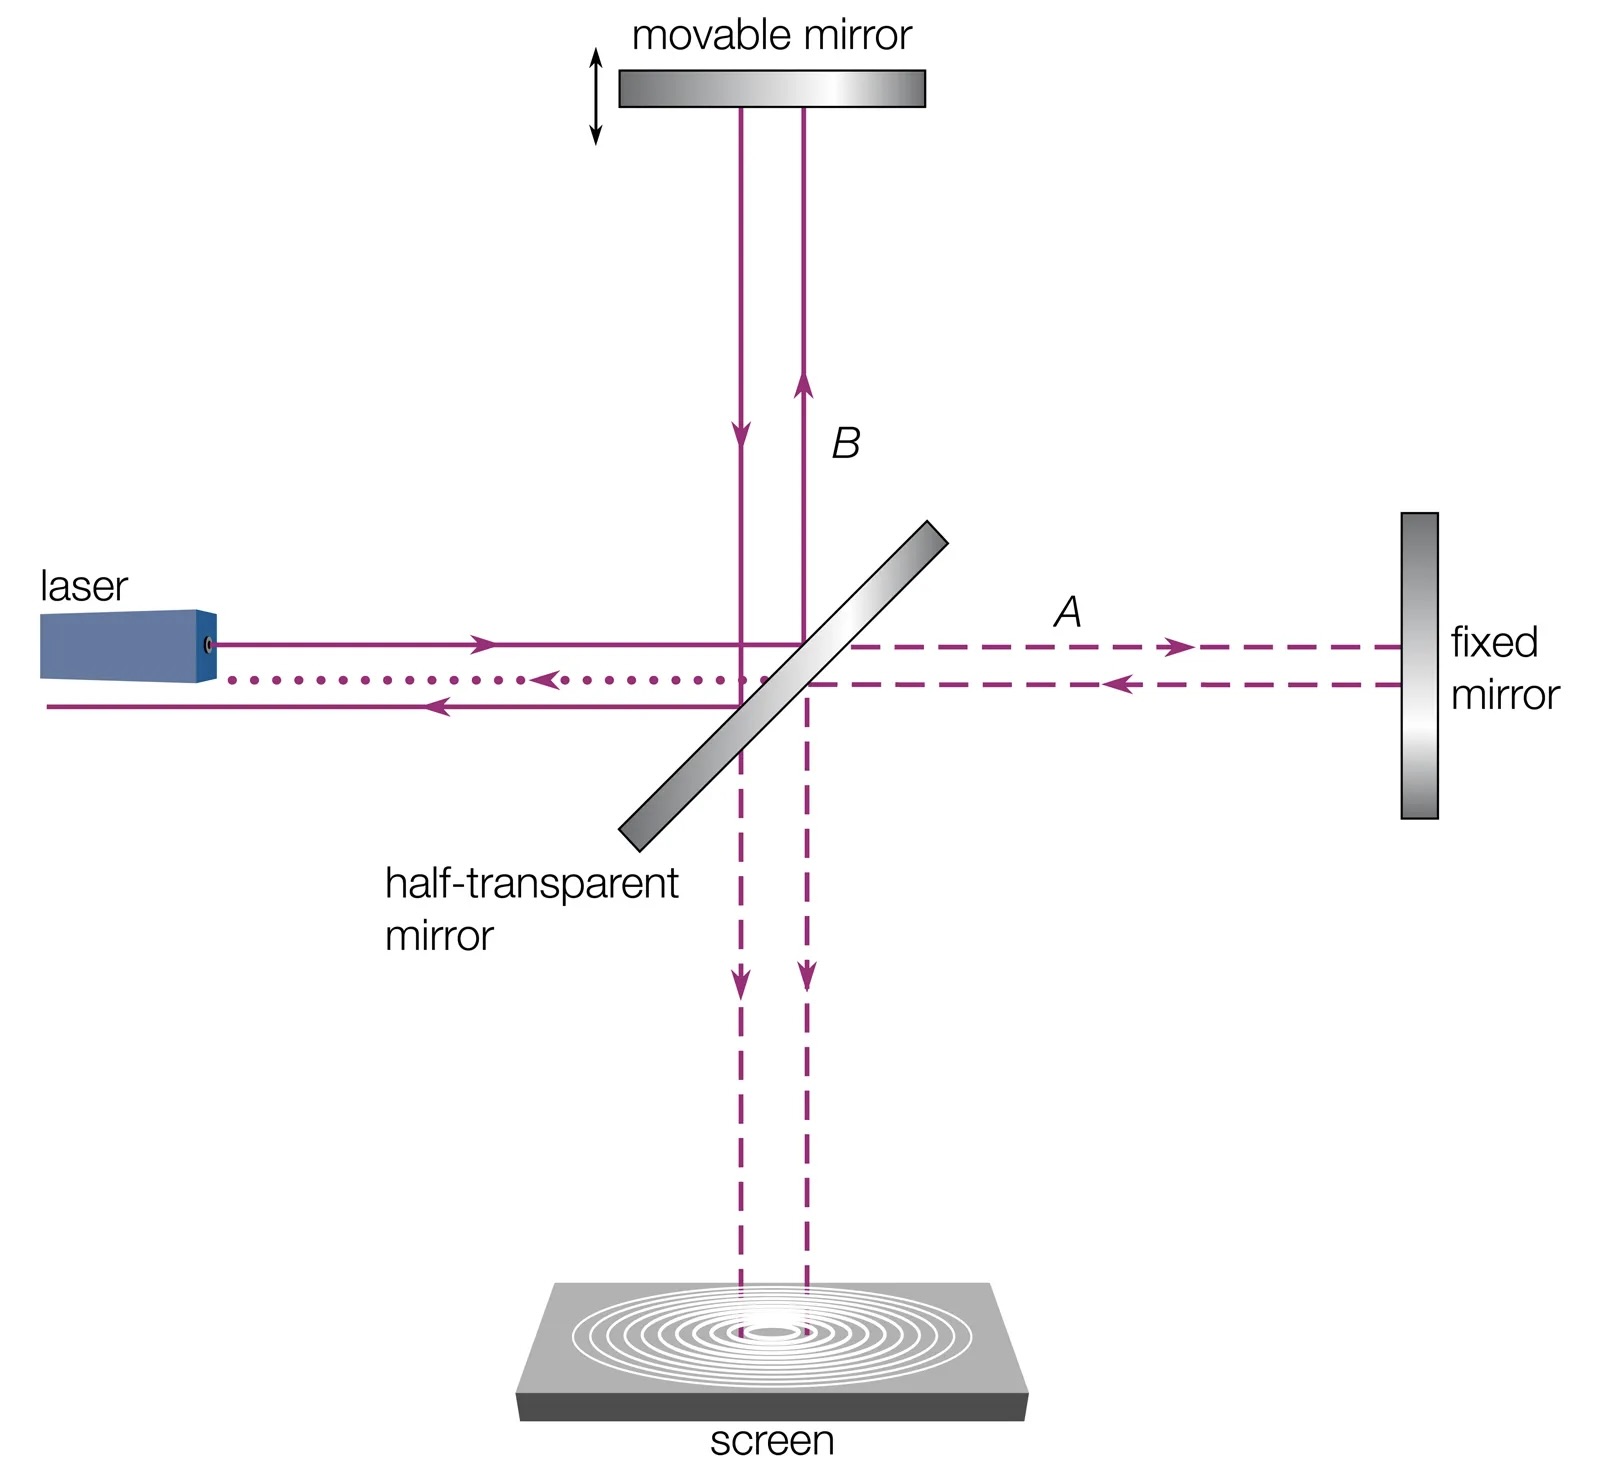 movable mirror
B
laser
A
fixed
mirror
half-transparent
mirror
screen